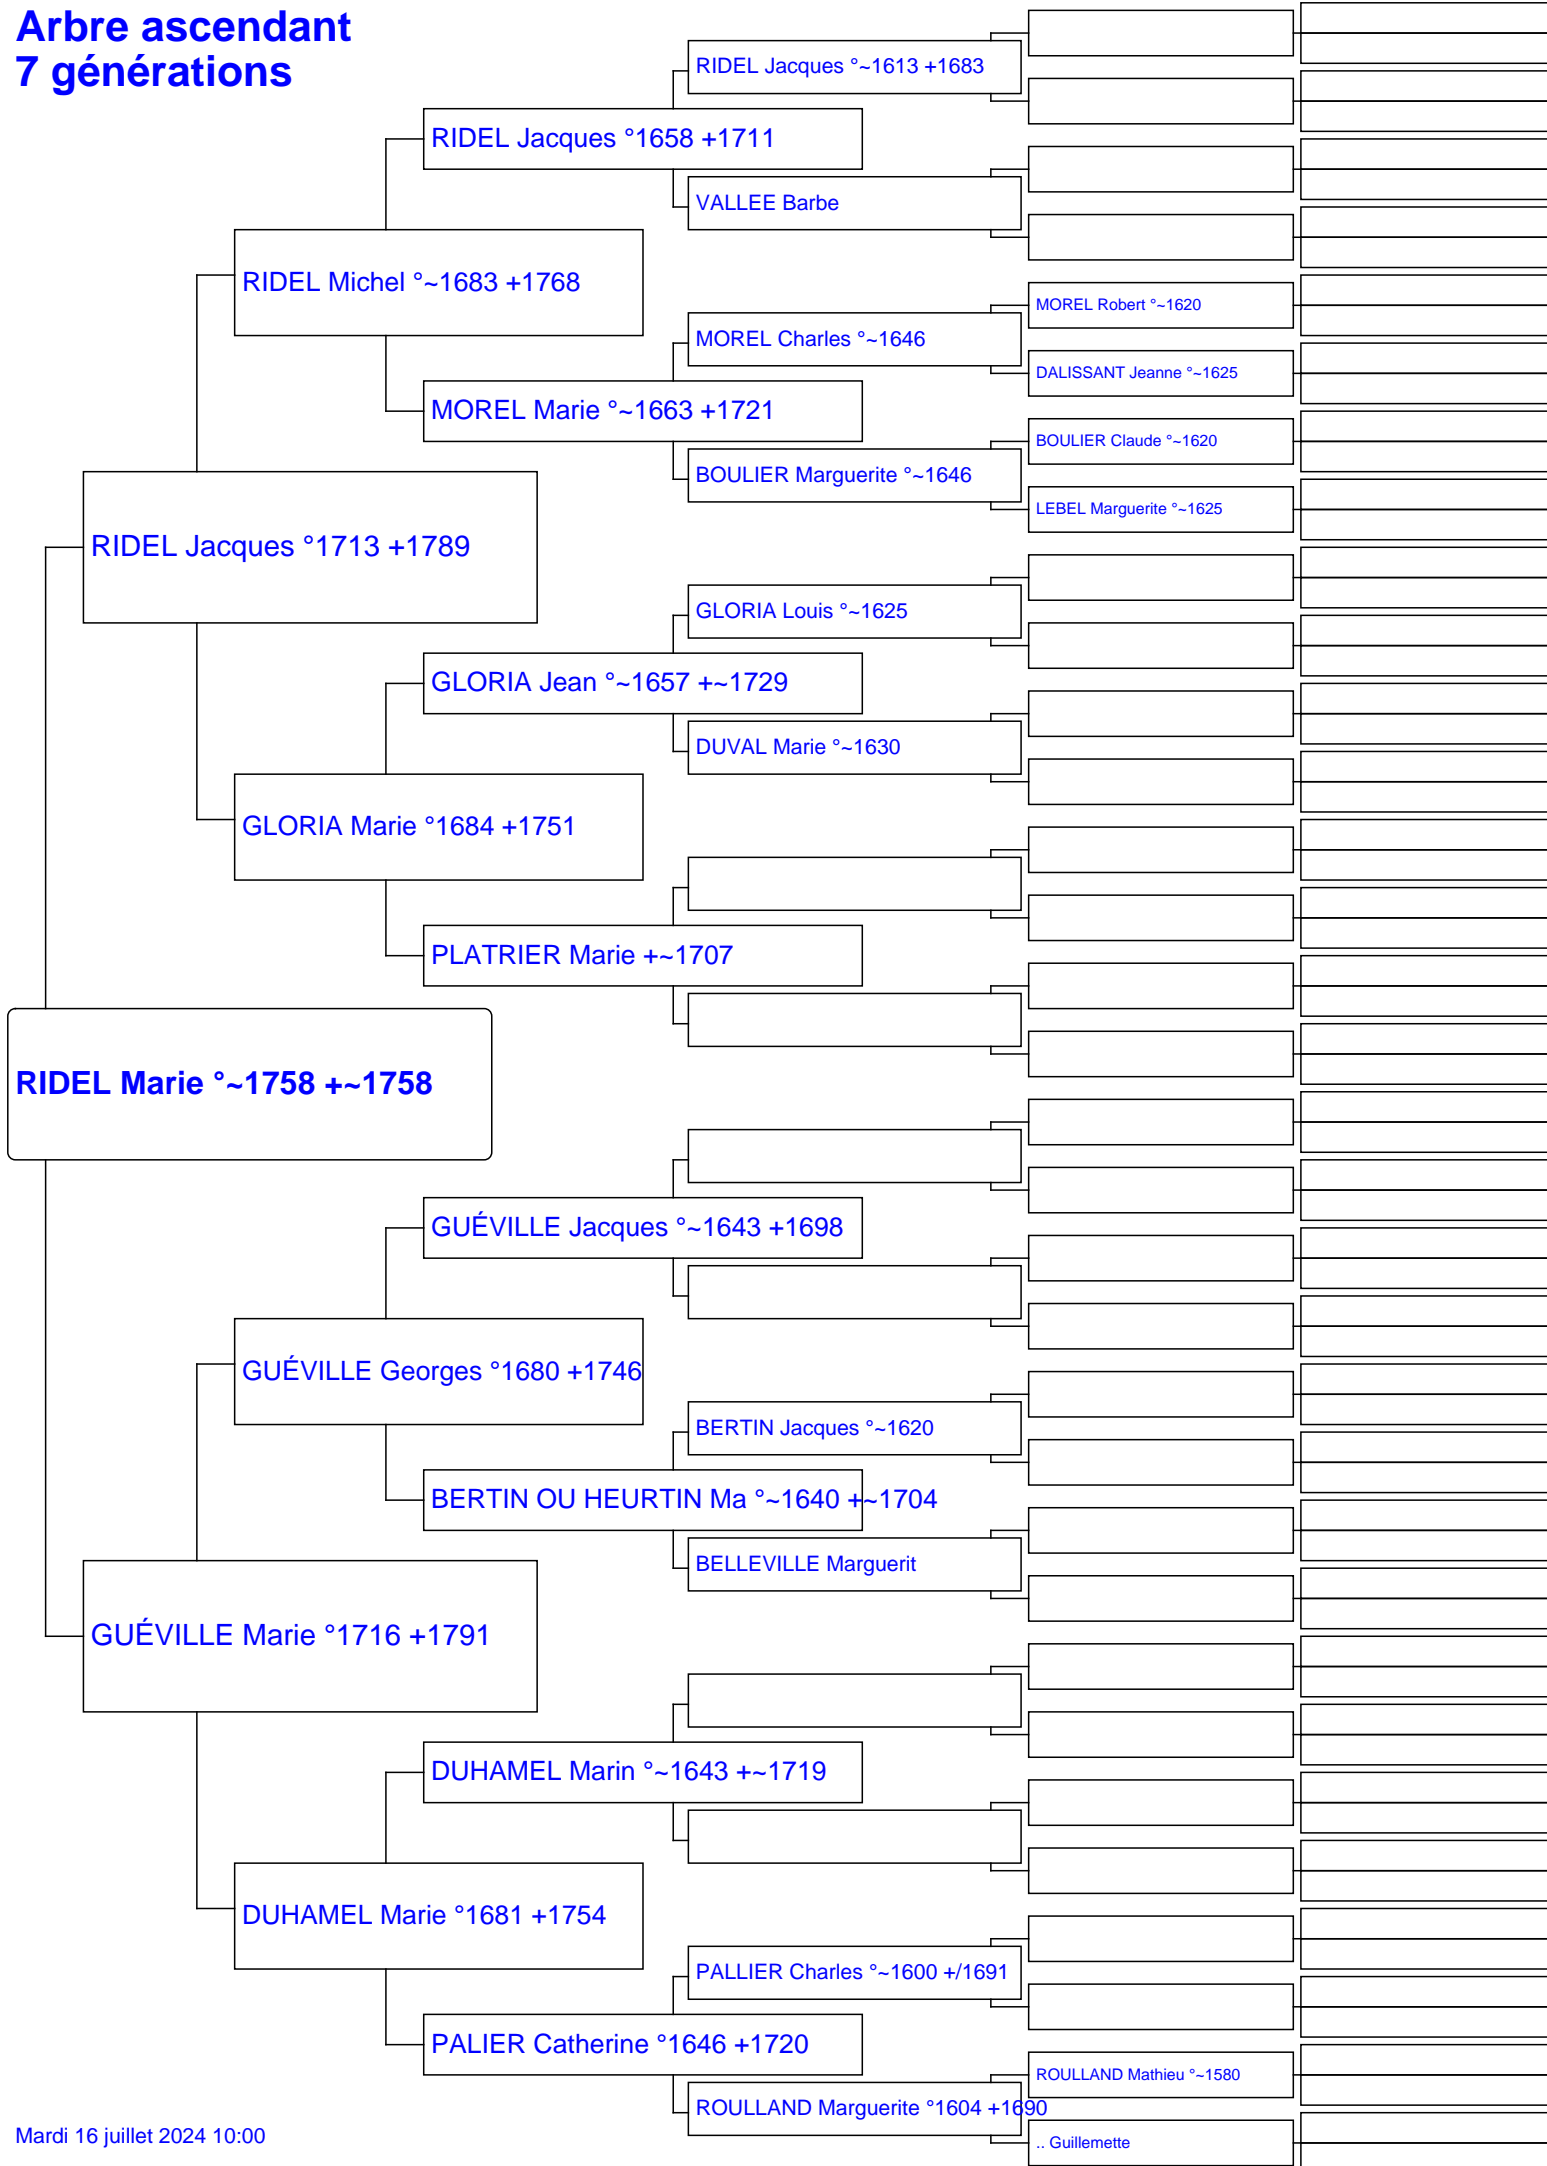 Arbre ascendant
7 générations
RIDEL Jacques °~1613 +1683
RIDEL Jacques °1658 +1711
VALLEE Barbe
RIDEL Michel °~1683 +1768
MOREL Robert °~1620
MOREL Charles °~1646
DALISSANT Jeanne °~1625
MOREL Marie °~1663 +1721
BOULIER Claude °~1620
BOULIER Marguerite °~1646
LEBEL Marguerite °~1625
RIDEL Jacques °1713 +1789
GLORIA Louis °~1625
GLORIA Jean °~1657 +~1729
DUVAL Marie °~1630
GLORIA Marie °1684 +1751
PLATRIER Marie +~1707
RIDEL Marie °~1758 +~1758
GUÉVILLE Jacques °~1643 +1698
GUÉVILLE Georges °1680 +1746
BERTIN Jacques °~1620
BERTIN OU HEURTIN Ma °~1640 +~1704
BELLEVILLE Marguerit
GUÉVILLE Marie °1716 +1791
DUHAMEL Marin °~1643 +~1719
DUHAMEL Marie °1681 +1754
PALLIER Charles °~1600 +/1691
PALIER Catherine °1646 +1720
ROULLAND Mathieu °~1580
ROULLAND Marguerite °1604 +1690
.. Guillemette
Mardi 16 juillet 2024 10:00